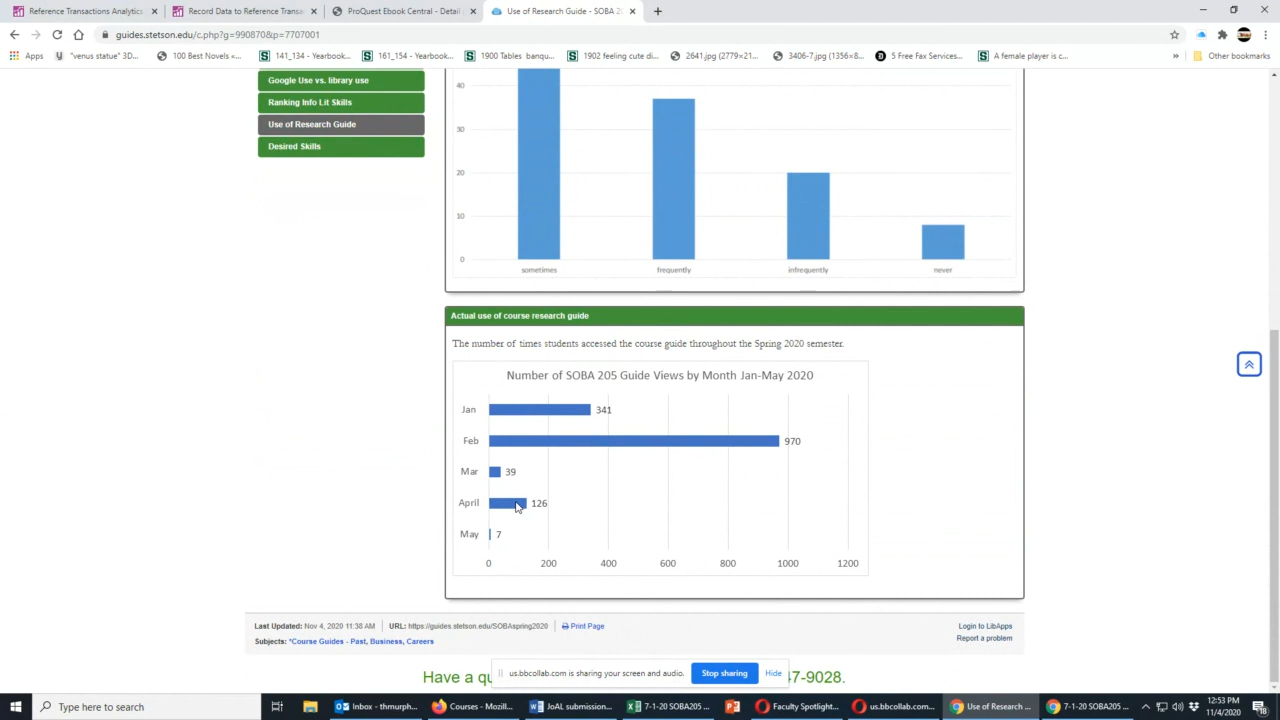 Reference Transactions Analytics
Record Data to Reference Trans
ProQuest Ebook Central - Detail
Use of Research Guide - SOBA 2
guides.stetson.edu/c.php?g=990870&p=7707001
Apps
"venus statue" 3D...
100 Best Novels «...
141_134 - Yearbook...
161_154 - Yearbook...
1900 Tables banqu...
1902 feeling cute di...
2641.jpg (2779×21...
3406-7.jpg (1356×8...
5 Free Fax Services...
A female player is c...
»
Other bookmarks
Google Use vs. library use
Ranking Info Lit Skills
Use of Research Guide
Desired Skills
40
30
20
10
0
sometimes frequently infrequently never
Actual use of course research guide
The number of times students accessed the course guide throughout the Spring 2020 semester.
Number of SOBA 205 Guide Views by Month Jan-May 2020
Jan 341
Feb 970
Mar 39
April 126
May 7
0 200 400 600 800 1000 1200
Last Updated: Nov 4, 2020 11:38 AM
URL: https://guides.stetson.edu/SOBAspring2020
Print Page
Login to LibApps
Subjects: *Course Guides - Past, Business, Careers
Report a problem
Have a qu
us.bbcollab.com is sharing your screen and audio.
Stop sharing
Hide
47-9028.
Type here to search
Inbox - thmurph...
Courses - Mozill...
JoAL submission...
7-1-20 SOBA205 ...
Faculty Spotlight...
us.bbcollab.com...
Use of Research ...
7-1-20 SOBA205 ...
12:53 PM
11/4/2020
18